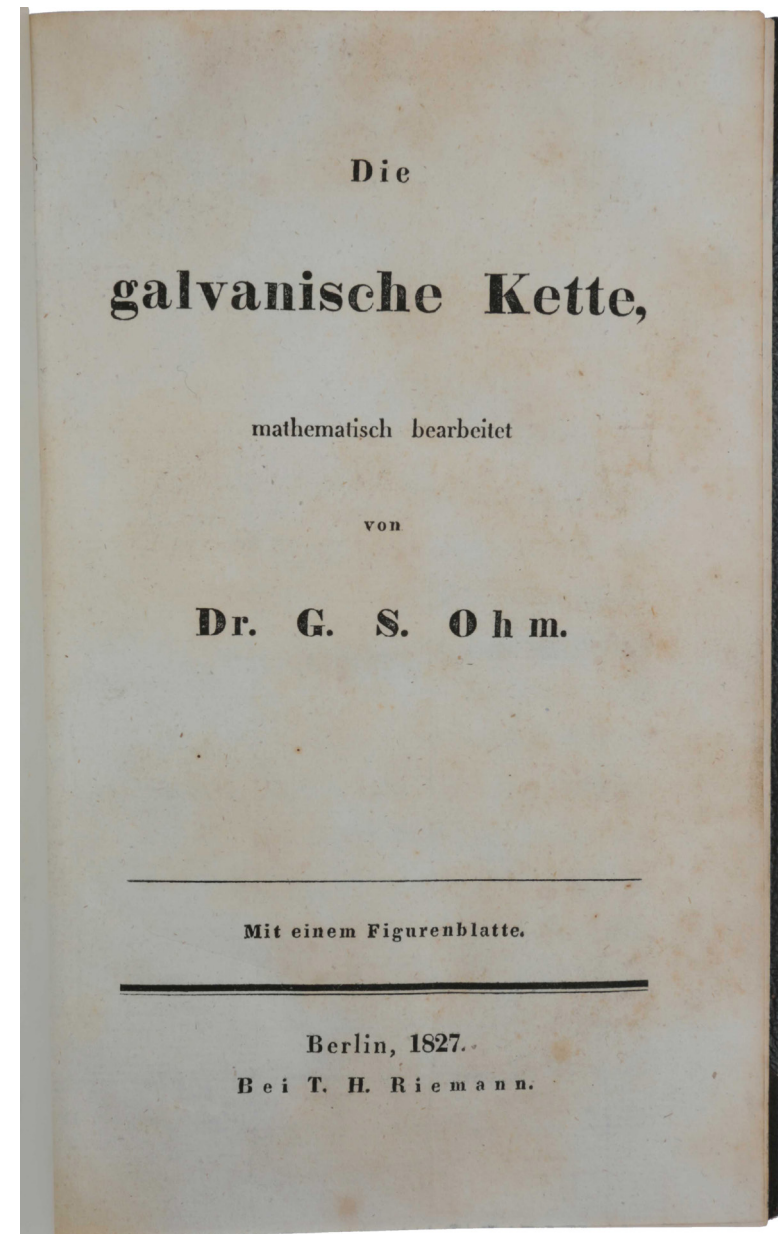 Die
galvanische Kette,
mathematisch bearbeitet
von
Dr. G. S. Ohm.
Mit einem Figurenblatte.
Berlin, 1827.
Bei T. H. Riemann.